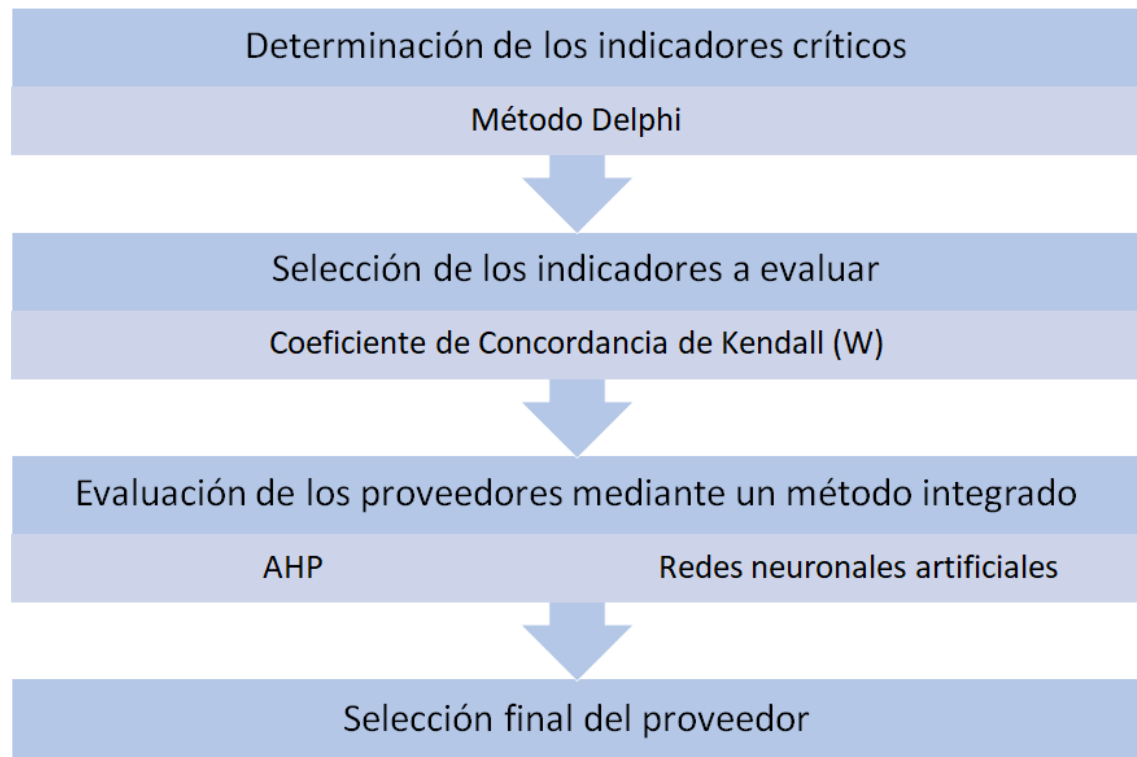 Determinación de los indicadores críticos
Método Delphi
Selección de los indicadores a evaluar
Coeficiente de Concordancia de Kendall (W)
Evaluación de los proveedores mediante un método integrado
AHP
Redes neuronales artificiales
Selección final del proveedor